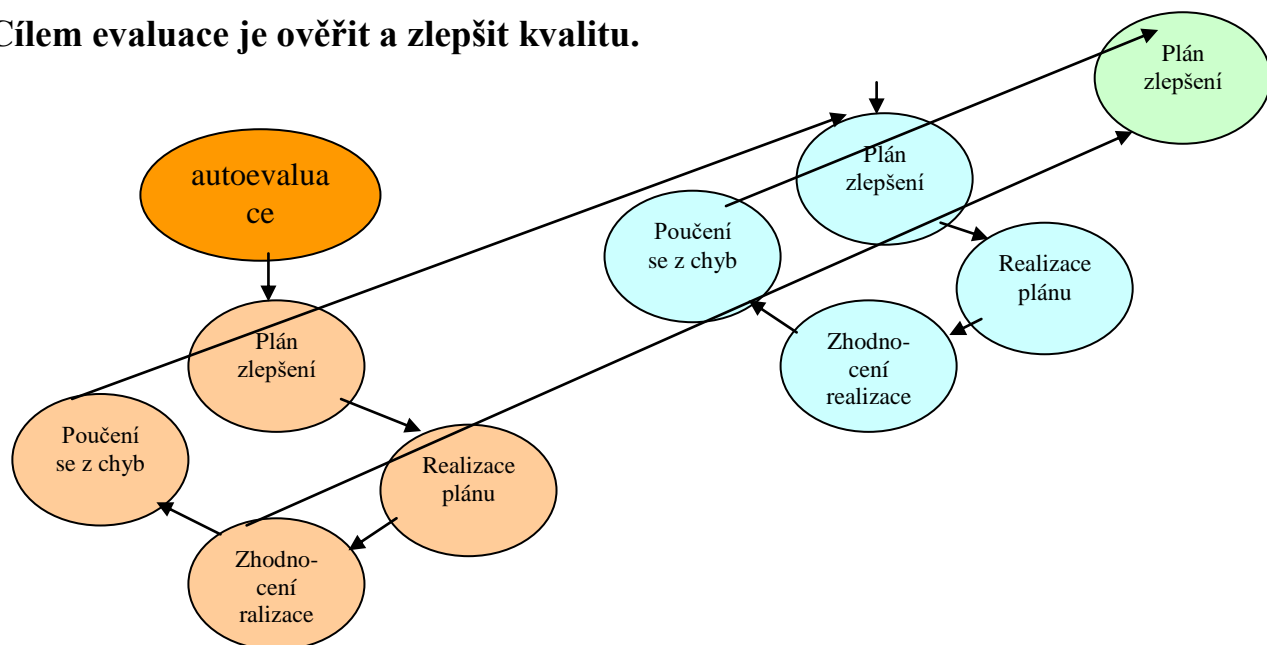 Cílem evaluace je ověřit a zlepšit kvalitu.
autoevalua
ce
Plán
zlepšení
Realizace
plánu
Zhodno-
cení
ralizace
Poučení
se z chyb
Plán
zlepšení
Realizace
plánu
Zhodno-
cení
realizace
Poučení
se z chyb
Plán
zlepšení